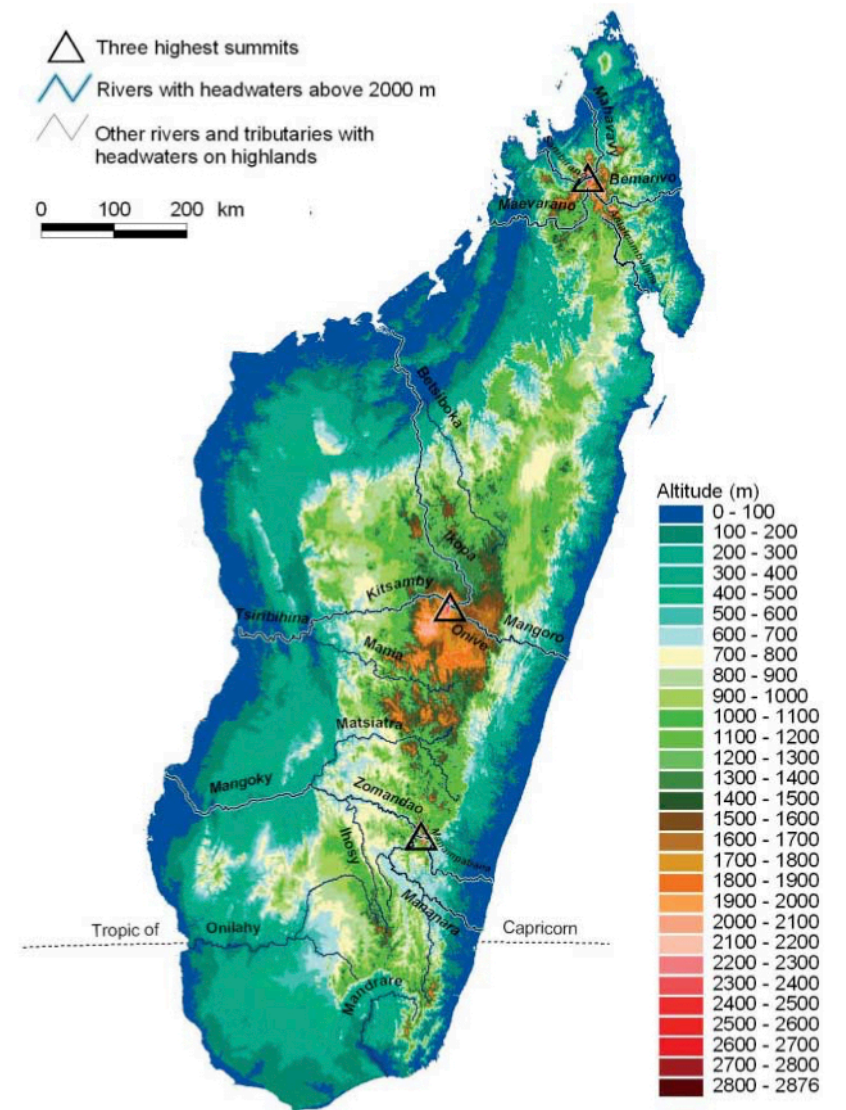 Three highest summits
Rivers with headwaters above 2000 m
Other rivers and tributaries with
headwaters on highlands
0 100 200 km
Mahavavy
Bemarivo
Maevarano
Betsiboka
Ikopa
Kitsamby
Tsiribihina
Onive
Mangoro
Mania
Matsiatra
Mangoky
Zomandao
Ihosy
Mananara
Tropic of
Onilahy
Capricorn
Mandrare
Altitude (m)
0 - 100
100 - 200
200 - 300
300 - 400
400 - 500
500 - 600
600 - 700
700 - 800
800 - 900
900 - 1000
1000 - 1100
1100 - 1200
1200 - 1300
1300 - 1400
1400 - 1500
1500 - 1600
1600 - 1700
1700 - 1800
1800 - 1900
1900 - 2000
2000 - 2100
2100 - 2200
2200 - 2300
2300 - 2400
2400 - 2500
2500 - 2600
2600 - 2700
2700 - 2800
2800 - 2876